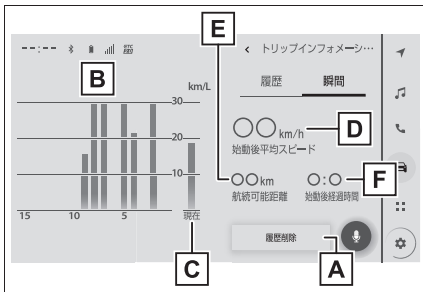 E
--:--
ETC
‹ トリップインフォメーシ…
B
履歴 瞬間
km/L
30
〇〇km/h
D
始動後平均スピード
20
〇〇km 〇:〇
F
航続可能距離 始動後経過時間
10
15 10 5 現在
履歴削除
C
A